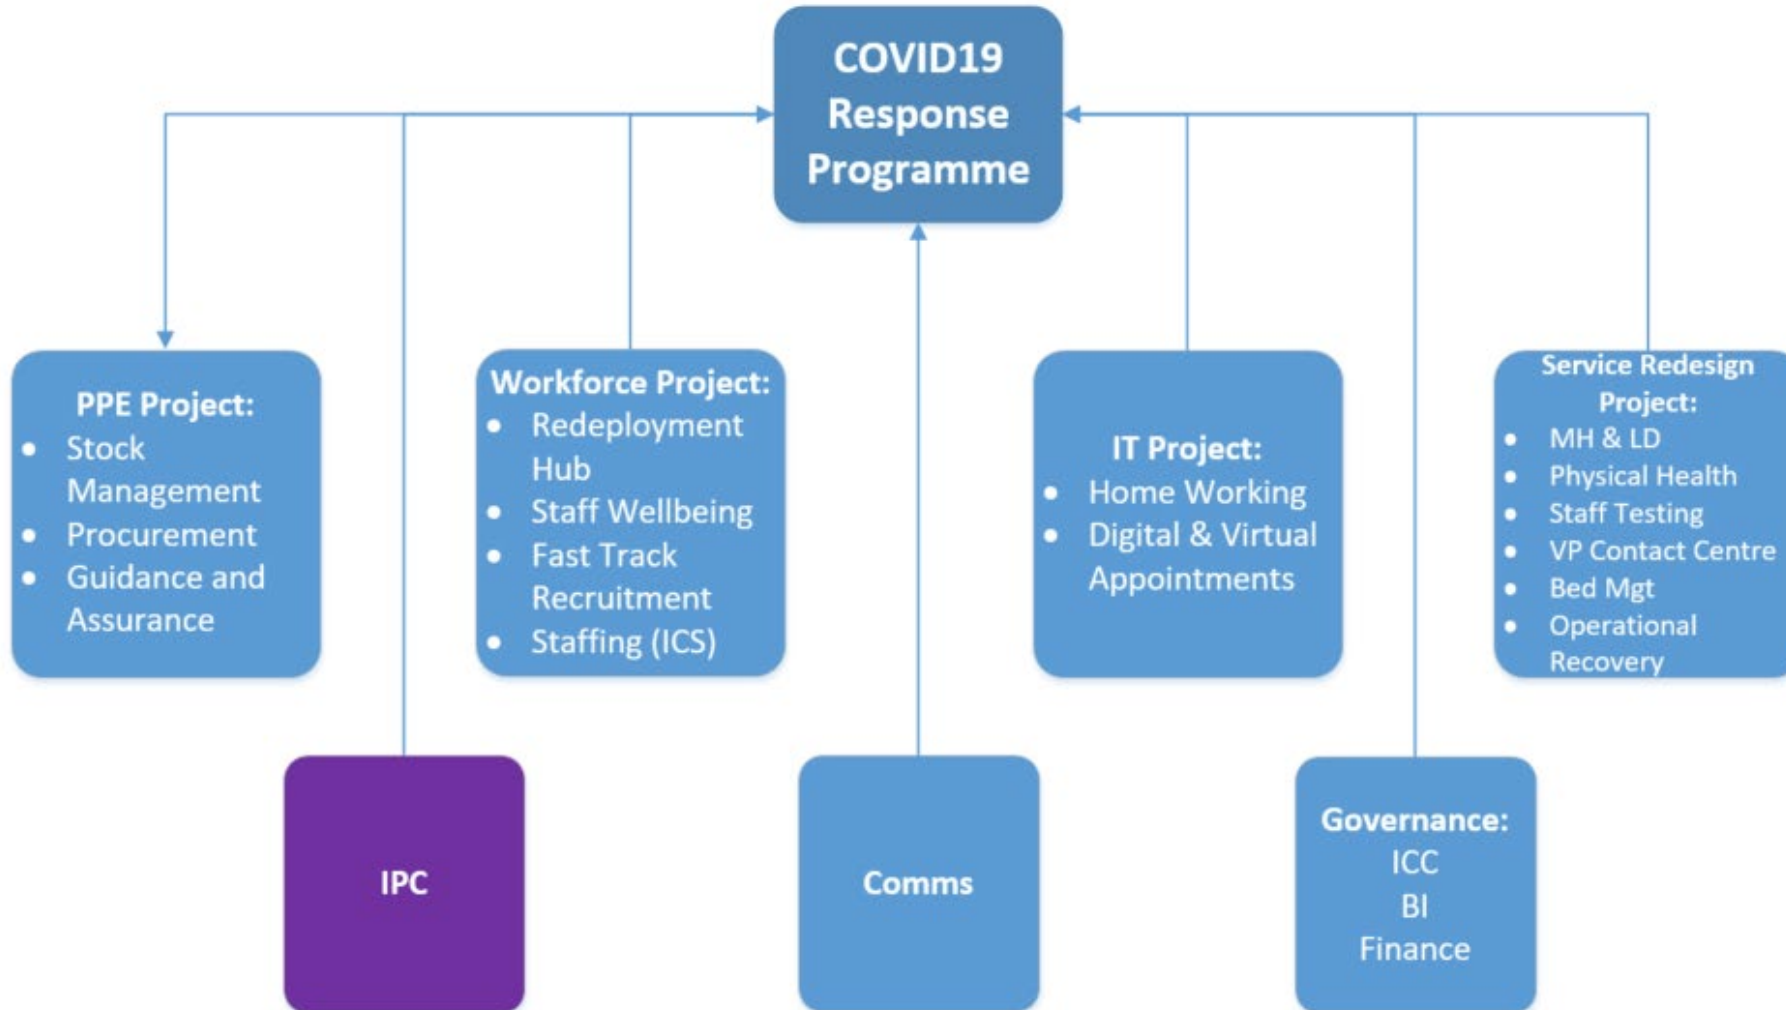 COVID19
Response
Programme
PPE Project:
• Stock
Management
• Procurement
• Guidance and
Assurance
Workforce Project:
• Redeployment
Hub
• Staff Wellbeing
• Fast Track
Recruitment
• Staffing (ICS)
IT Project:
• Home Working
• Digital & Virtual
Appointments
Service Redesign
Project:
• MH & LD
• Physical Health
• Staff Testing
• VP Contact Centre
• Bed Mgt
• Operational
Recovery
IPC
Comms
Governance:
ICC
BI
Finance